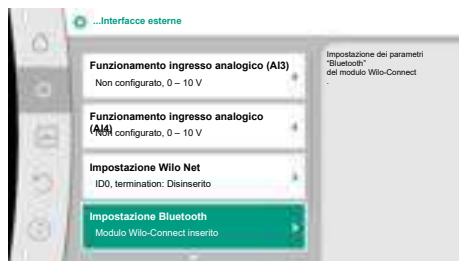 ...Interfacce esterne
Funzionamento ingresso analogico (AI3)
Non configurato, 0 – 10 V
Funzionamento ingresso analogico
(AI4)
Non configurato, 0 – 10 V
Impostazione Wilo Net
ID0, termination: Disinserito
Impostazione Bluetooth
Modulo Wilo-Connect inserito
Impostazione dei parametri
"Bluetooth"
del modulo Wilo-Connect
.